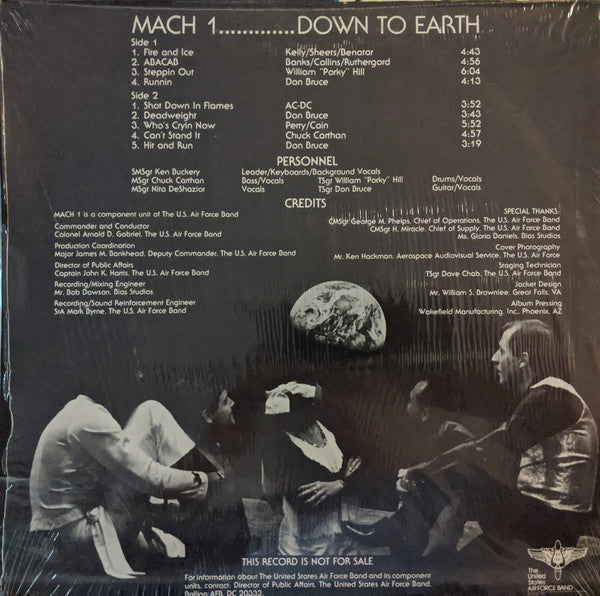 MACH 1.............DOWN TO EARTH
Side 1
1. Fire and Ice Kelly/Sheets/Benatar 4:43
2. ABACAB Banks/Collins/Ruthergord 4:56
3. Steppin Out William "Porky" Hill 6:04
4. Runnin Don Bruce 4:13
Side 2
1. Shot Down In Flames AC-DC 3:52
2. Deadweight Don Bruce 3:43
3. Who's Cryin Now Perry/Cain 5:52
4. Can't Stand It Chuck Carthan 4:57
5. Hit and Run Don Bruce 3:19
PERSONNEL
SMSgt Ken Buckery Leader/Keyboards/Background Vocals
MSgt Chuck Carthan Bass/Vocals TSgt William "Porky" Hill Drums/Vocals
MSgt Nita DeShazior Vocals TSgt Don Bruce Guitar/Vocals
CREDITS
MACH 1 is a component unit of The U.S. Air Force Band
Commander and Conductor
Colonel Arnald D. Gabriel, The U.S. Air Force Band
Production Coordination
Major James M. Bankhead, Deputy Commander, The U.S. Air Force Band
Director of Public Affairs
Captain John K. Harris, The U.S. Air Force Band
Recording/Mixing Engineer
Mr. Bob Dawson, Bias Studios
Recording/Sound Reinforcement Engineer
SrA Mark Byrne, The U.S. Air Force Band
SPECIAL THANKS:
CMSgt George M. Phelps, Chief of Operations, The U.S. Air Force Band
CMSgt H. Miracle, Chief of Supply, The U.S. Air Force Band
Ms. Gloria Daniels, Bias Studios
Cover Photography
Mr. Ken Hackman, Aerospace Audiovisual Service, The U.S. Air Force
Staging Technician
TSgt Dave Chab, The U.S. Air Force Band
Jacket Design
Mr. William S. Brownlee, Great Falls, VA
Album Pressing
Wakefield Manufacturing, Inc., Phoenix, AZ
THIS RECORD IS NOT FOR SALE
For information about The United States Air Force Band and its component
units, contact: Director of Public Affairs, The United States Air Force Band,
Bolling AFB, DC 20332.
The
United
States
AIR FORCE BAND